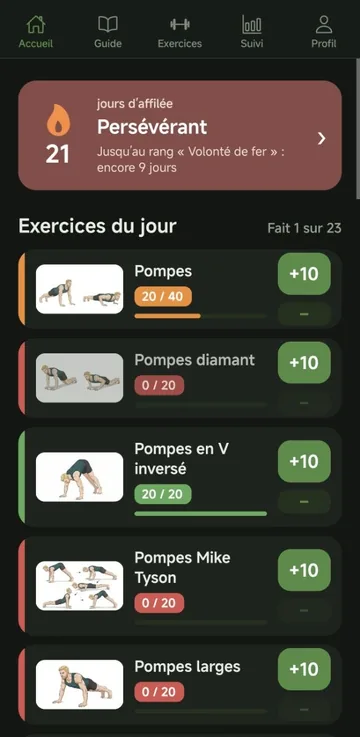 Accueil
Guide
Exercices
Suivi
Profil
jours d'affilée
21
Persévérant
Jusqu'au rang « Volonté de fer » :
encore 9 jours
›
Exercices du jour
Fait 1 sur 23
Pompes
20 / 40
+10
–
Pompes diamant
0 / 20
+10
–
Pompes en V
inversé
20 / 20
+10
–
Pompes Mike
Tyson
0 / 20
+10
–
Pompes larges
0 / 20
+10
–